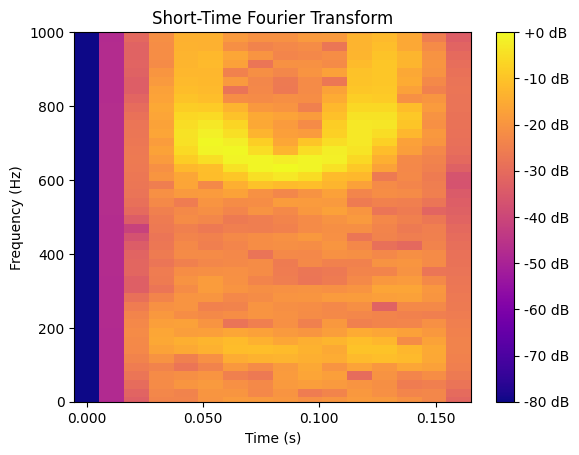 Short-Time Fourier Transform
1000
800
600
400
200
0
Frequency (Hz)
0.000
0.050
0.100
0.150
Time (s)
+0 dB
-10 dB
-20 dB
-30 dB
-40 dB
-50 dB
-60 dB
-70 dB
-80 dB